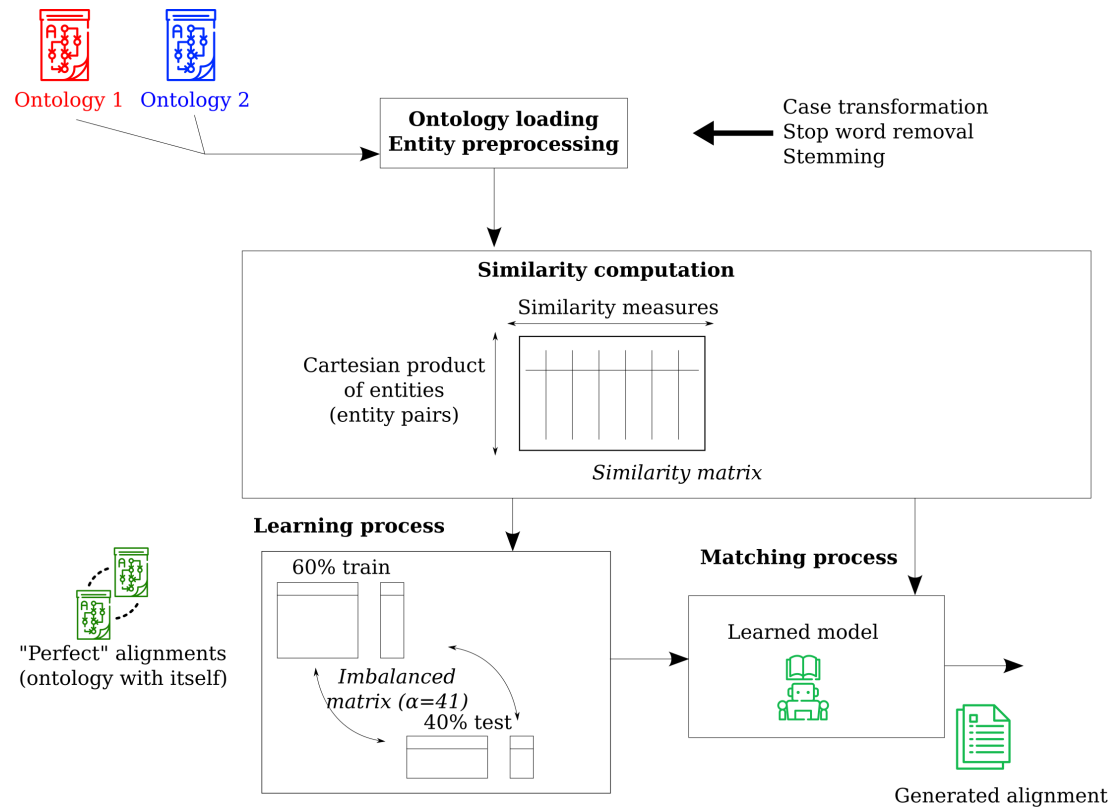 Ontology 1
Ontology 2
Ontology loading
Entity preprocessing
Case transformation
Stop word removal
Stemming
Similarity computation
Similarity measures
Cartesian product
of entities
(entity pairs)
Similarity matrix
Learning process
60% train
Imbalanced
matrix (α=41)
40% test
"Perfect" alignments
(ontology with itself)
Matching process
Learned model
Generated alignment